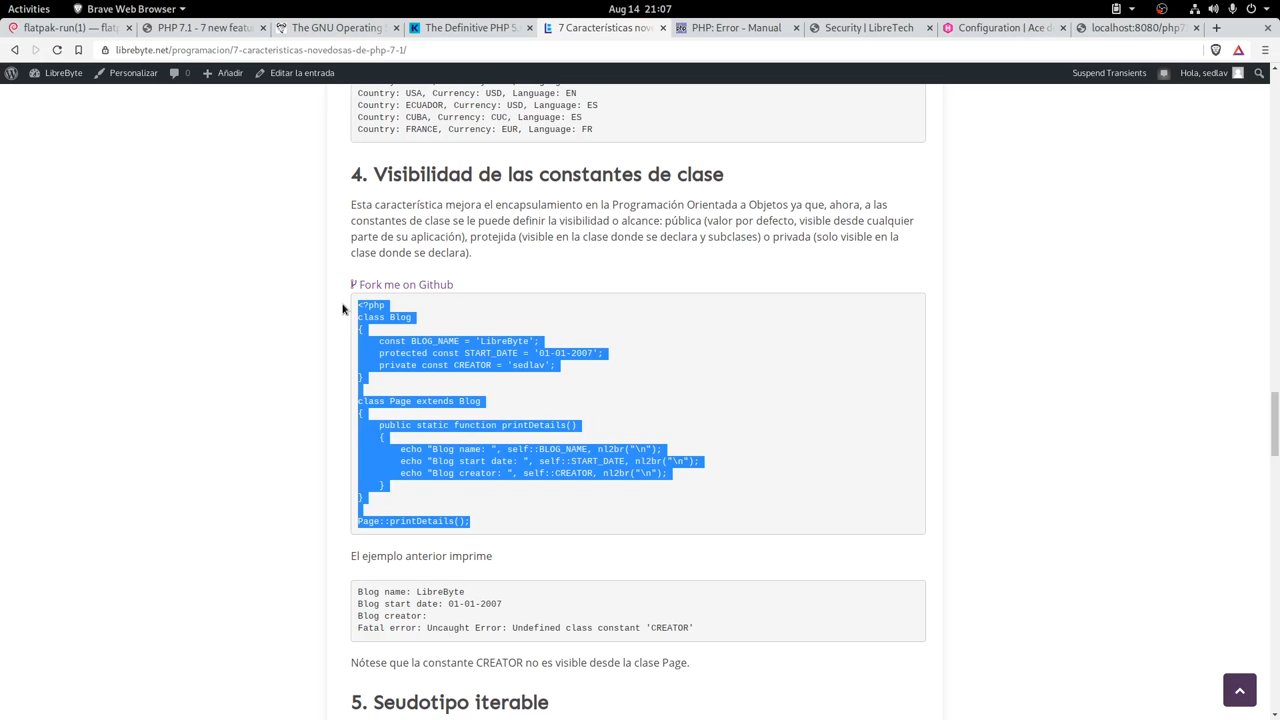 Activities
Brave Web Browser
Aug 14 21:07
flatpak-run(1) — flat
PHP 7.1 - 7 new featu
The GNU Operating S
The Definitive PHP 5.
7 Características nov
PHP: Error - Manual
Security | LibreTech
Configuration | Ace d
localhost:8080/php7
librebyte.net/programacion/7-caracteristicas-novedosas-de-php-7-1/
LibreByte
Personalizar
0
Añadir
Editar la entrada
Suspend Transients
Hola, sedlav
Country: USA, Currency: USD, Language: EN
Country: ECUADOR, Currency: USD, Language: ES
Country: CUBA, Currency: CUC, Language: ES
Country: FRANCE, Currency: EUR, Language: FR
4. Visibilidad de las constantes de clase
Esta característica mejora el encapsulamiento en la Programación Orientada a Objetos ya que, ahora, a las
constantes de clase se le puede definir la visibilidad o alcance: pública (valor por defecto, visible desde cualquier
parte de su aplicación), protejida (visible en la clase donde se declara y subclases) o privada (solo visible en la
clase donde se declara).
Fork me on Github
<?php
class Blog
{
    const BLOG_NAME = 'LibreByte';
    protected const START_DATE = '01-01-2007';
    private const CREATOR = 'sedlav';
}
class Page extends Blog
{
    public static function printDetails()
    {
        echo "Blog name: ", self::BLOG_NAME, nl2br("\n");
        echo "Blog start date: ", self::START_DATE, nl2br("\n");
        echo "Blog creator: ", self::CREATOR, nl2br("\n");
    }
}
Page::printDetails();
El ejemplo anterior imprime
Blog name: LibreByte
Blog start date: 01-01-2007
Blog creator:
Fatal error: Uncaught Error: Undefined class constant 'CREATOR'
Nótese que la constante CREATOR no es visible desde la clase Page.
5. Seudotipo iterable